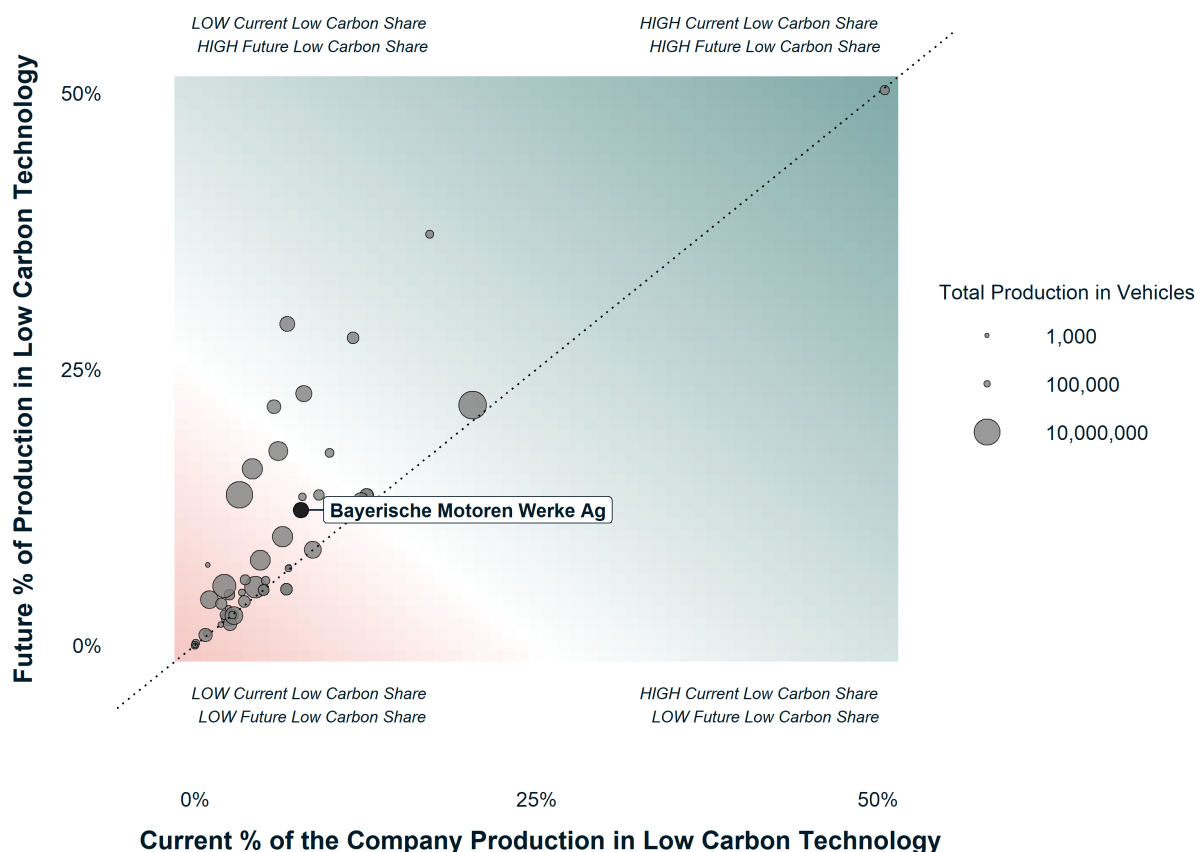 LOW Current Low Carbon Share
HIGH Future Low Carbon Share
HIGH Current Low Carbon Share
HIGH Future Low Carbon Share
Future % of Production in Low Carbon Technology
50%
25%
0%
Bayerische Motoren Werke Ag
Total Production in Vehicles
1,000
100,000
10,000,000
LOW Current Low Carbon Share
LOW Future Low Carbon Share
HIGH Current Low Carbon Share
LOW Future Low Carbon Share
0%
25%
50%
Current % of the Company Production in Low Carbon Technology